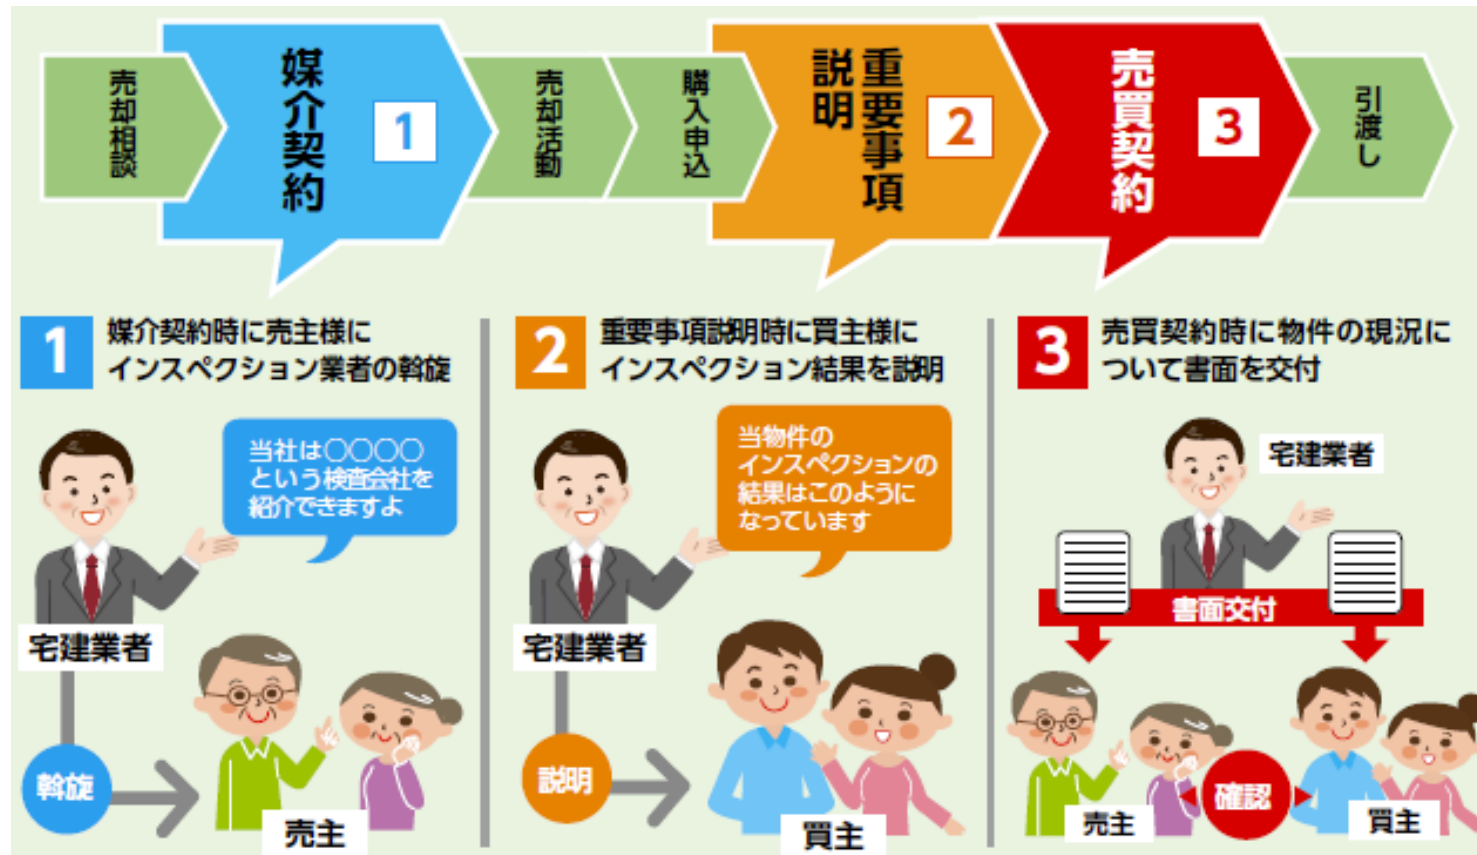 売却相談
媒介契約
1
売却活動
購入申込
重要事項
説明
2
売買契約
3
引渡し
1
媒介契約時に売主様に
インスペクション業者の斡旋
当社は○○○○
という検査会社を
紹介できますよ
宅建業者
斡旋
売主
2
重要事項説明時に買主様に
インスペクション結果を説明
当物件の
インスペクションの
結果はこのように
なっています
宅建業者
説明
買主
3
売買契約時に物件の現況に
ついて書面を交付
宅建業者
書面交付
売主
確認
買主